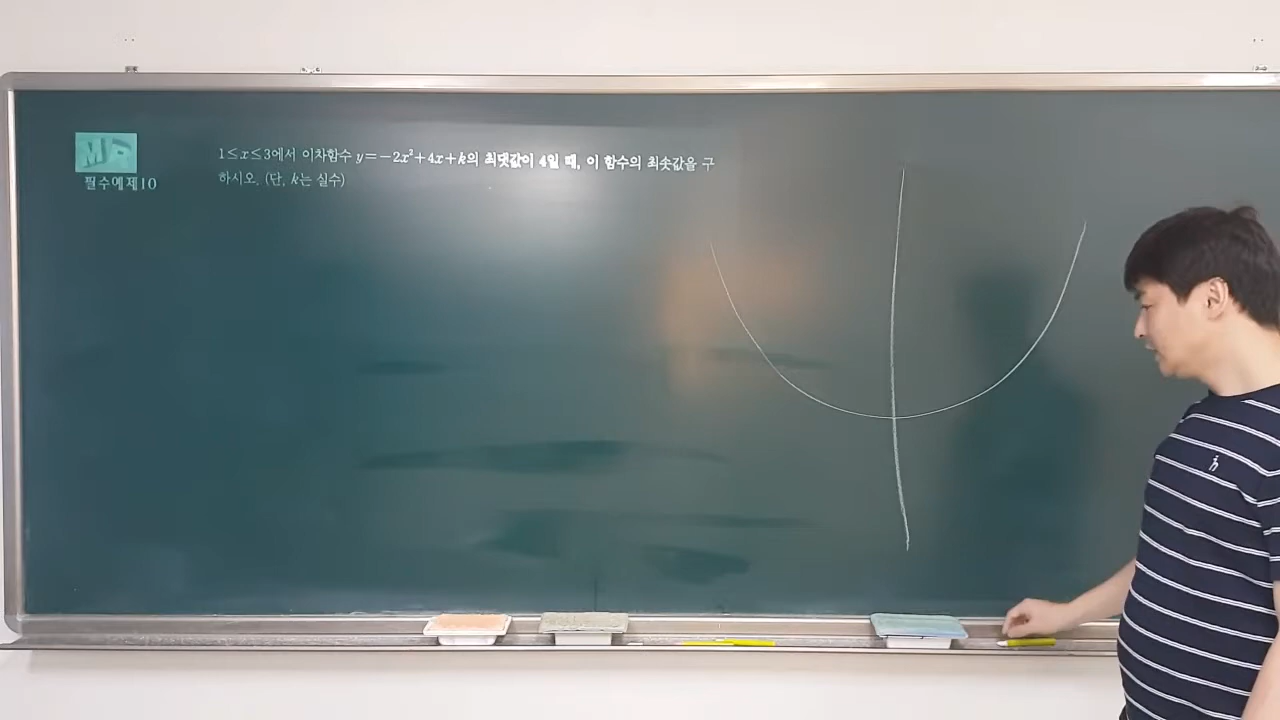 MP
필수예제10
1≤x≤3에서 이차함수 y=−2x²+4x+k의 최댓값이 4일 때, 이 함수의 최솟값을 구
하시오. (단, k는 실수)